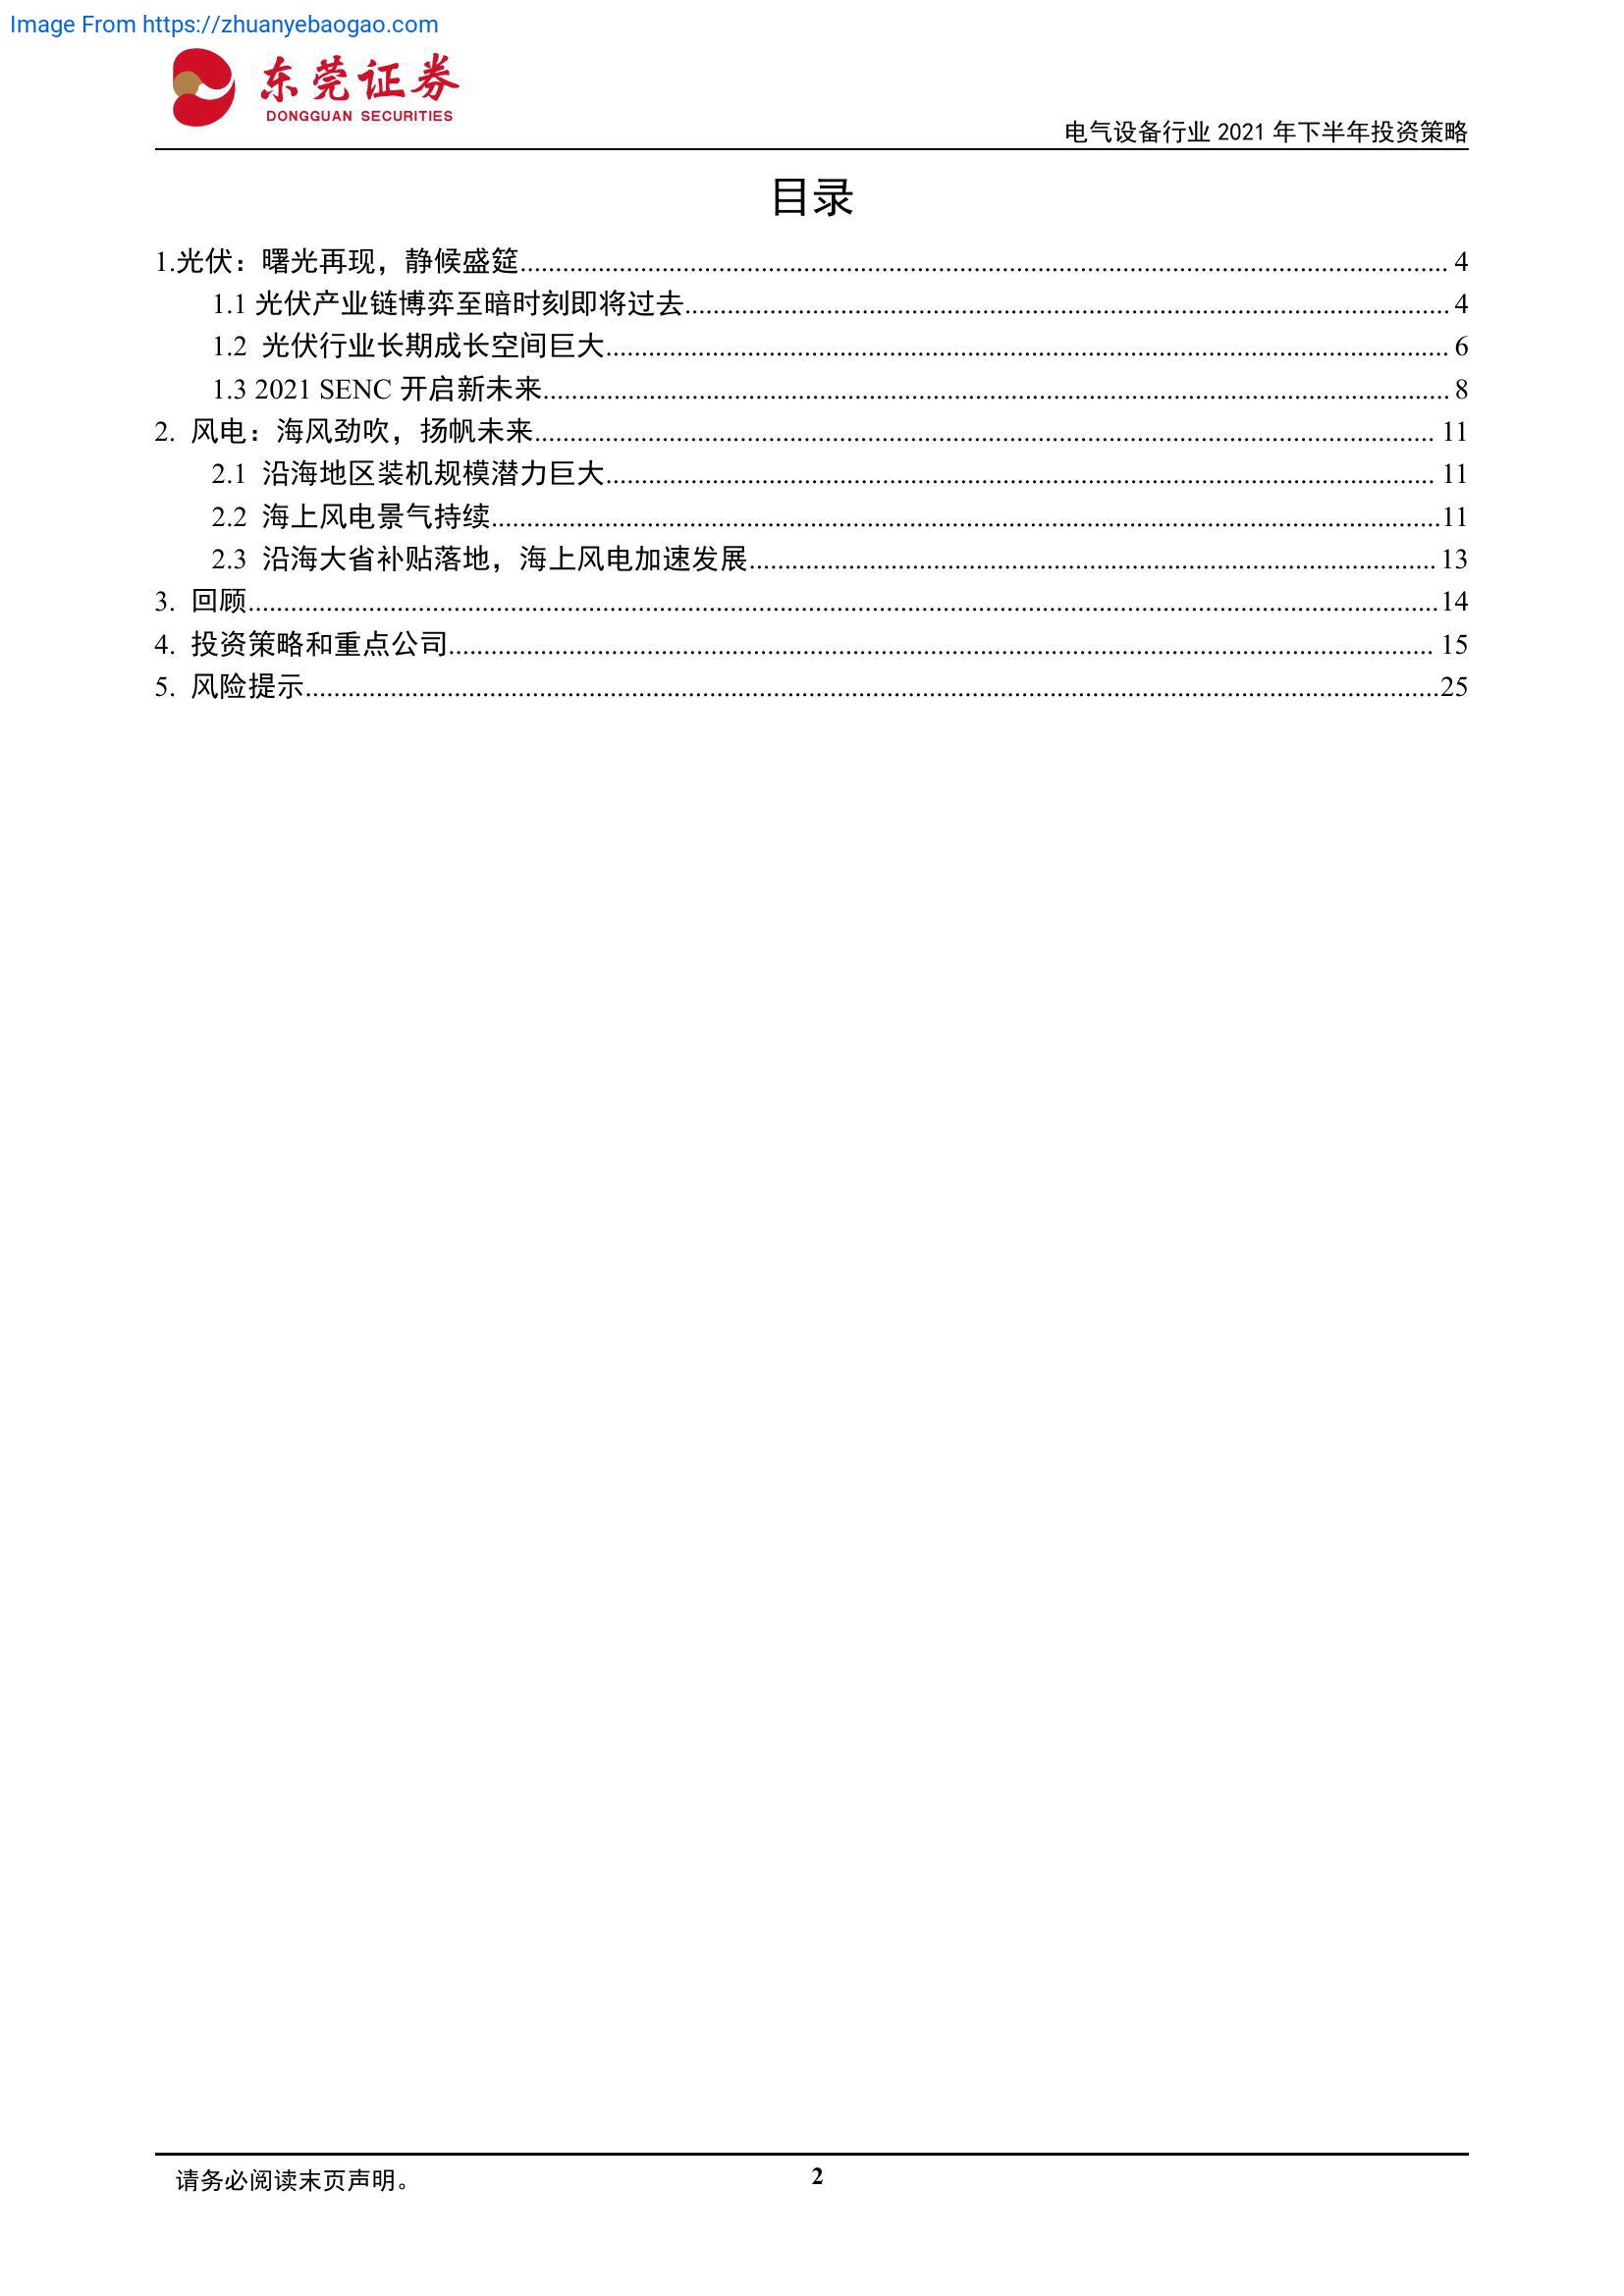 Image From https://zhuanyebaogao.com
东莞证券
DONGGUAN SECURITIES
电气设备行业 2021 年下半年投资策略
目录
1.光伏：曙光再现，静候盛筵........................................ 4
1.1 光伏产业链博弈至暗时刻即将过去........................................ 4
1.2 光伏行业长期成长空间巨大........................................ 6
1.3 2021 SENC 开启新未来........................................ 8
2. 风电：海风劲吹，扬帆未来........................................ 11
2.1 沿海地区装机规模潜力巨大........................................ 11
2.2 海上风电景气持续........................................11
2.3 沿海大省补贴落地，海上风电加速发展........................................ 13
3. 回顾........................................14
4. 投资策略和重点公司........................................ 15
5. 风险提示........................................25
请务必阅读末页声明。
2